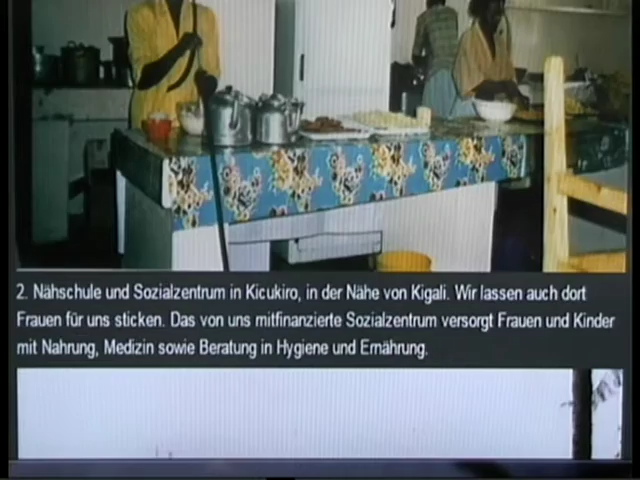 2. Nähschule und Sozialzentrum in Kicukiro, in der Nähe von Kigali. Wir lassen auch dort
Frauen für uns sticken. Das von uns mitfinanzierte Sozialzentrum versorgt Frauen und Kinder
mit Nahrung, Medizin sowie Beratung in Hygiene und Ernährung.